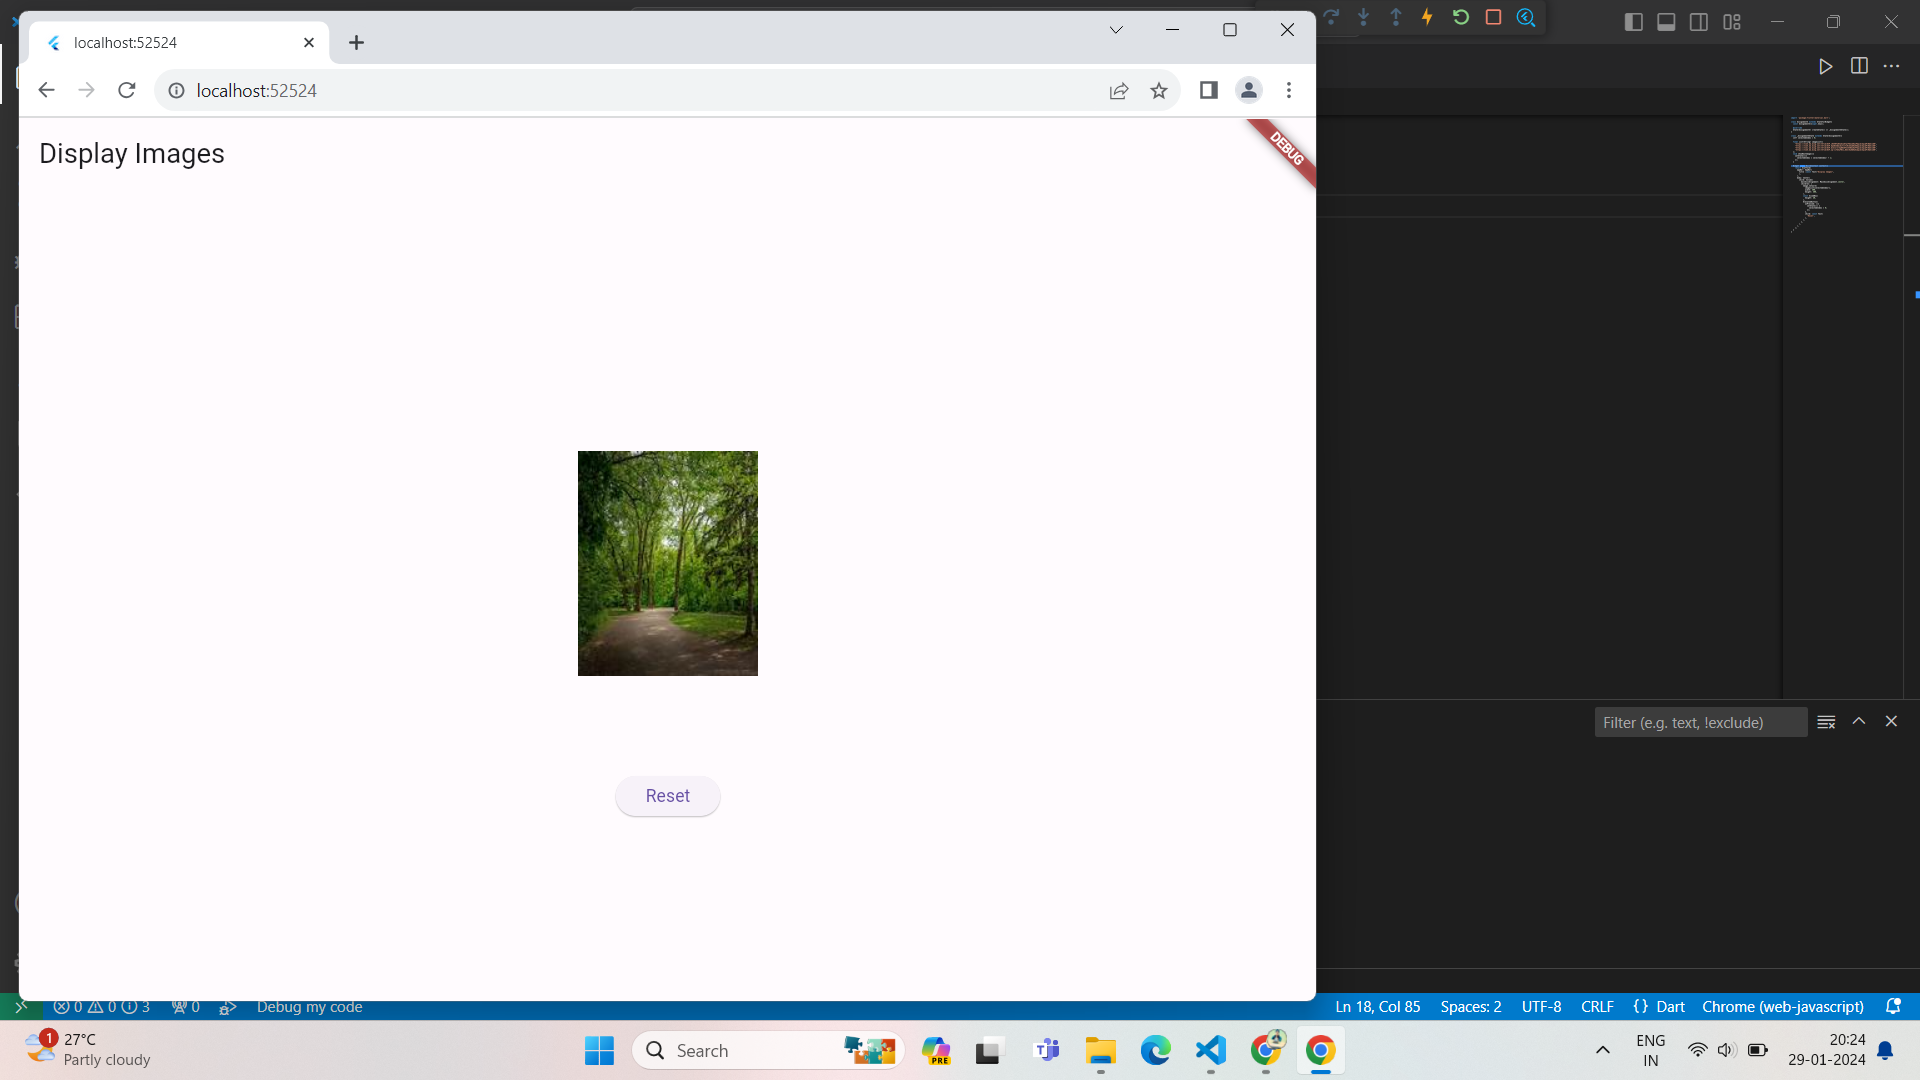 localhost:52524
localhost:52524
Display Images
DEBUG
Reset
Filter (e.g. text, !exclude)
0 0 3 0 Debug my code
Ln 18, Col 85 Spaces: 2 UTF-8 CRLF {} Dart Chrome (web-javascript)
1 27°C
Partly cloudy
Search
PRE
ENG
IN
20:24
29-01-2024